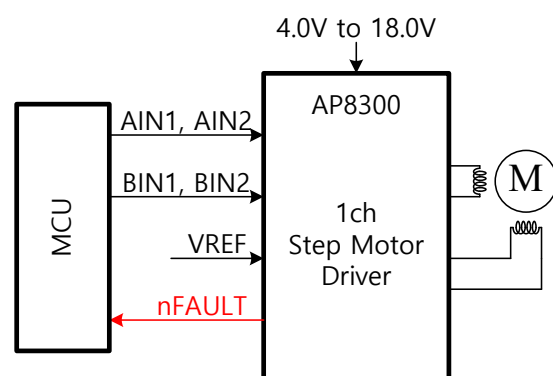 4.0V to 18.0V
AP8300
MCU
AIN1, AIN2
BIN1, BIN2
VREF
nFAULT
1ch
Step Motor
Driver
M